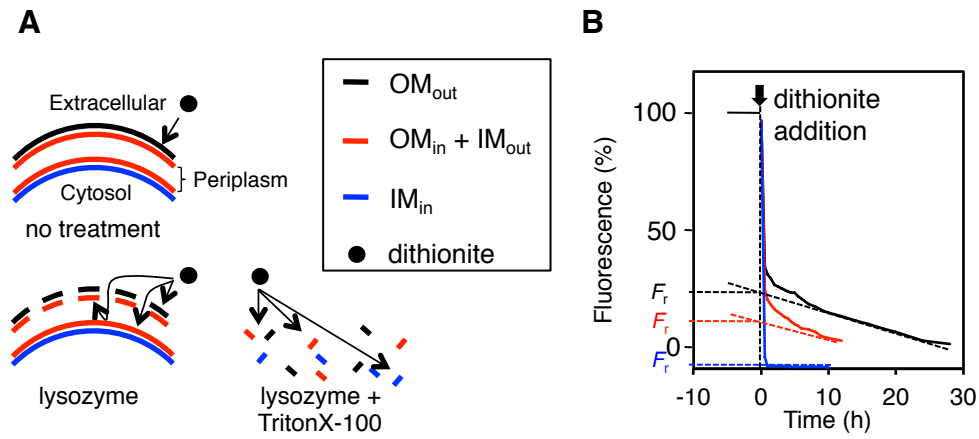 A
Extracellular
Cytosol
Periplasm
no treatment
lysozyme
lysozyme +
TritonX-100
OMout
OMin + IMout
IMin
dithionite
B
dithionite
addition
Fluorescence (%)
100
50
0
Fr
Fr
Fr
-10 0 10 20 30
Time (h)